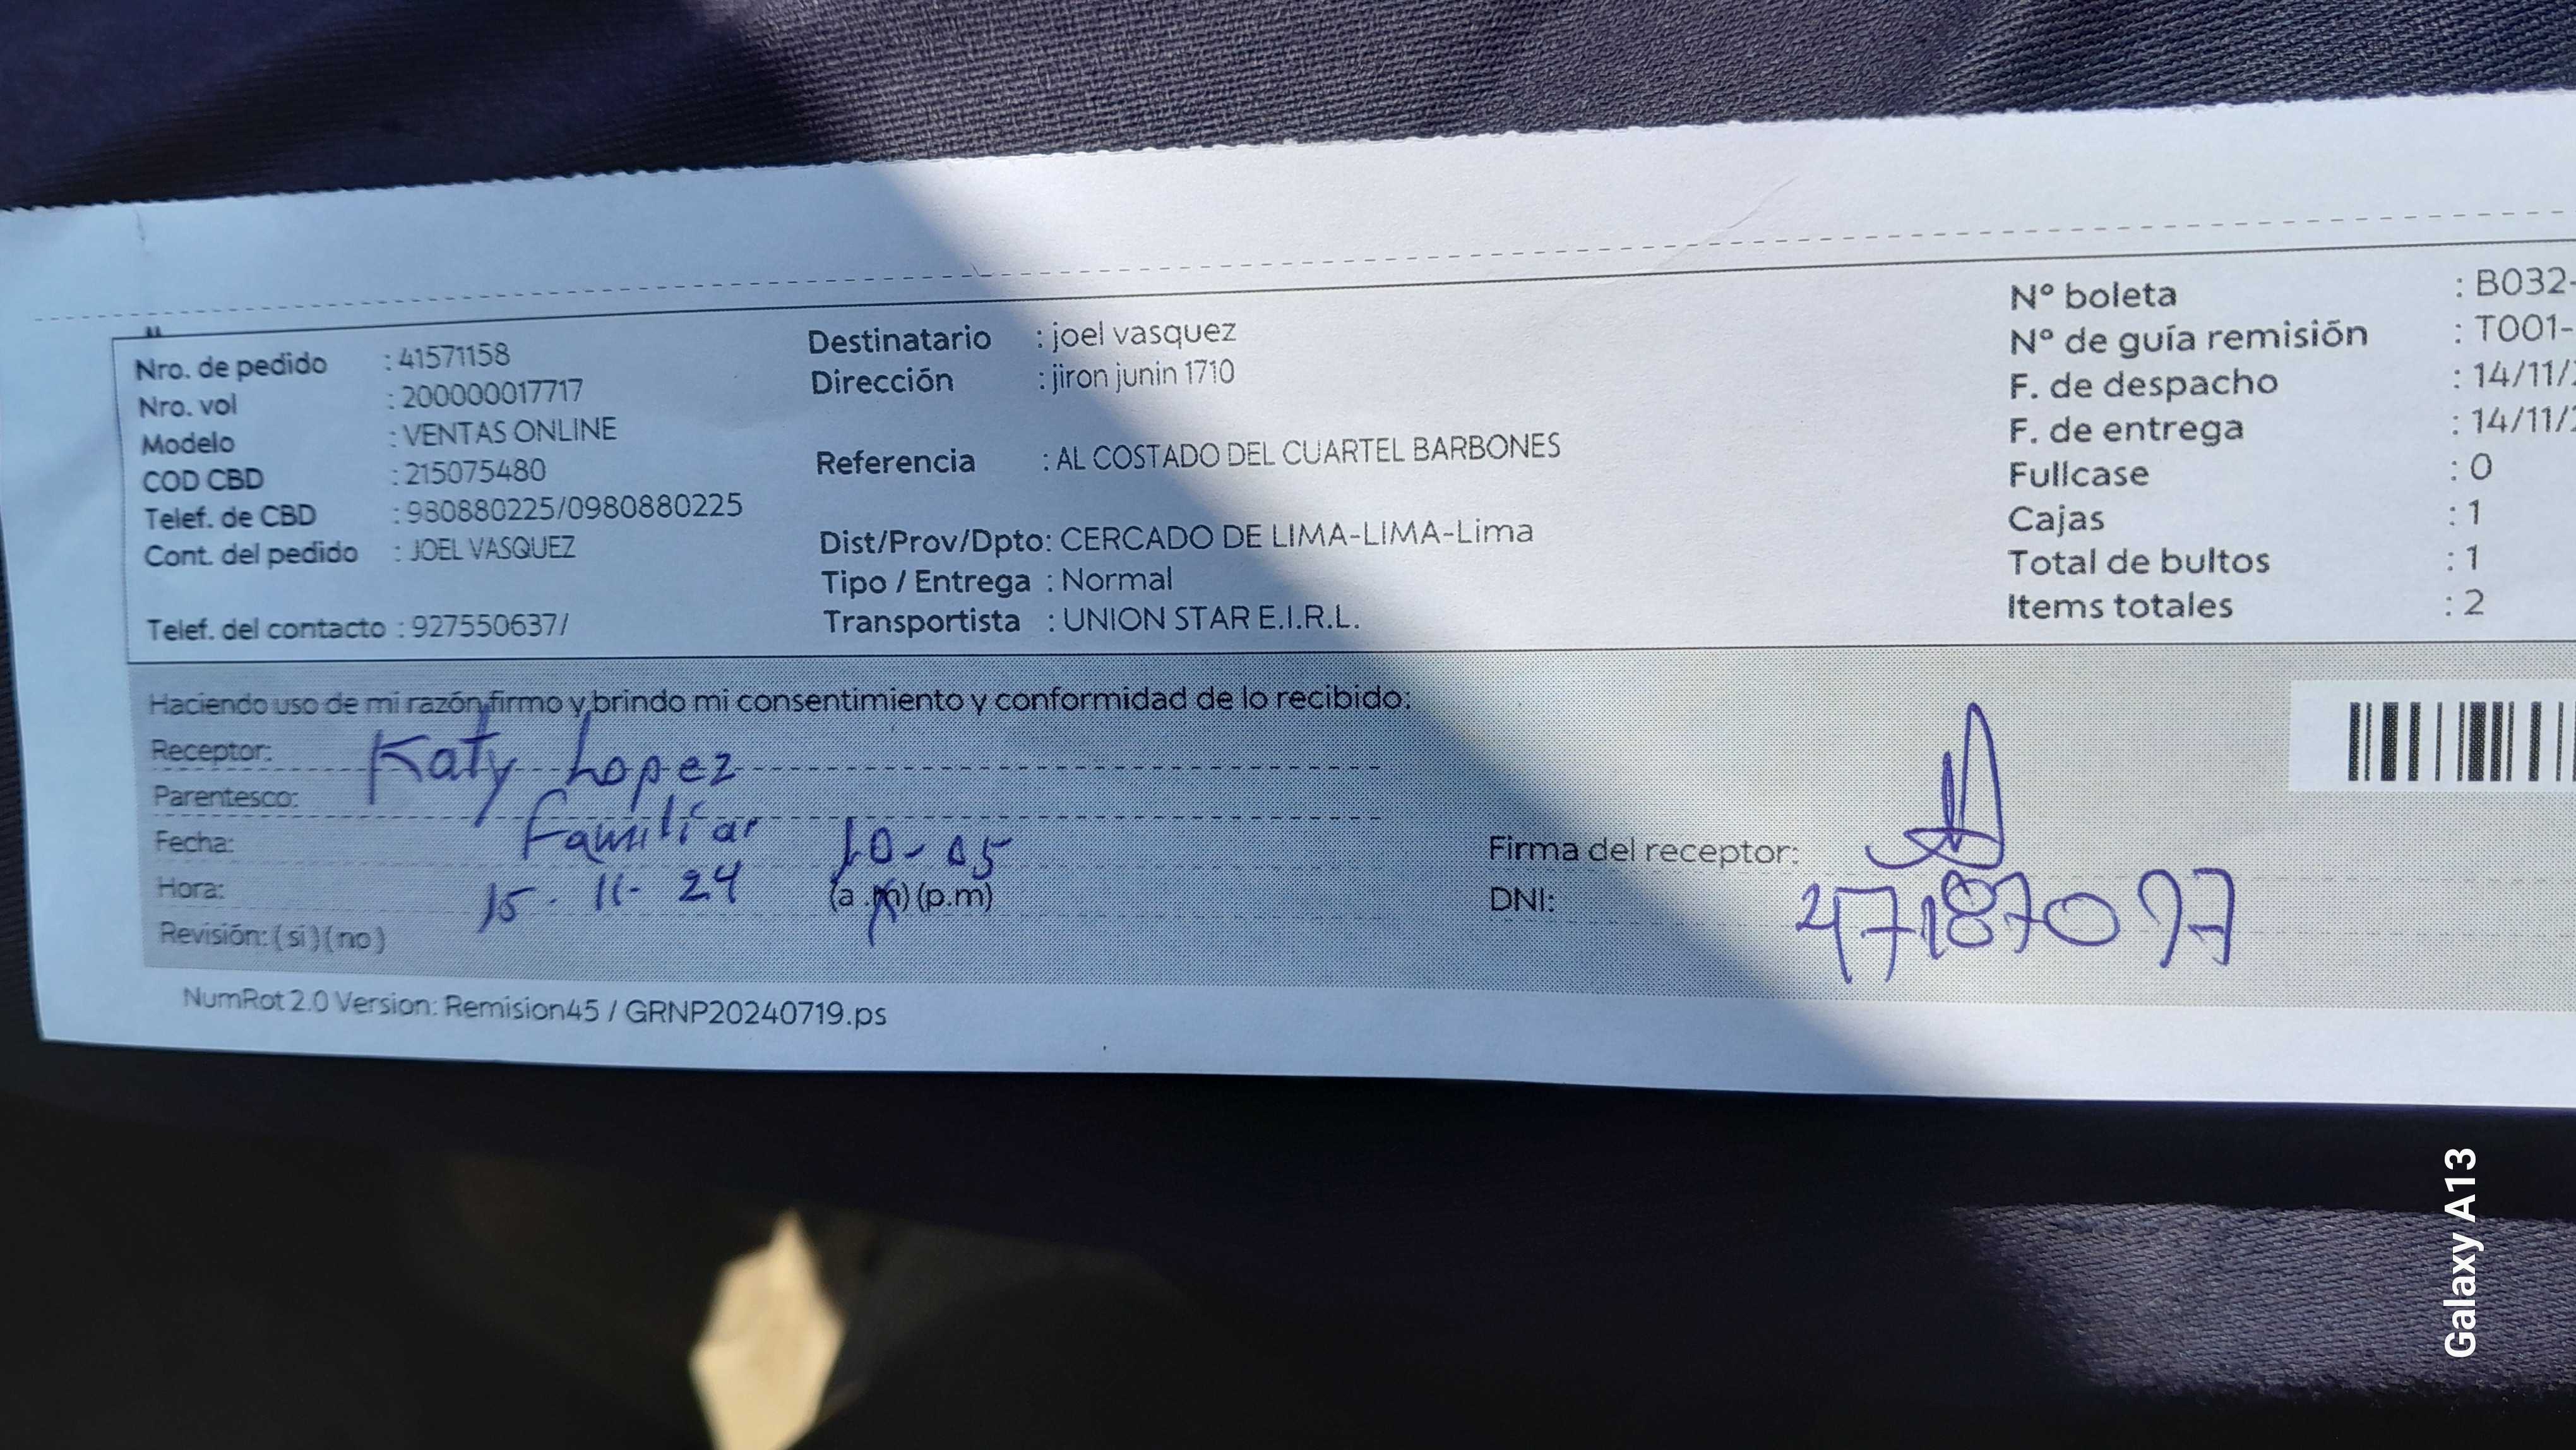 Nro. de pedido : 41571158
Nro. vol : 200000017717
Modelo : VENTAS ONLINE
COD CBD : 215075480
Telef. de CBD : 980880225/0980880225
Cont. del pedido : JOEL VASQUEZ
Telef. del contacto : 927550637/
Destinatario : joel vasquez
Dirección : jiron junin 1710
Referencia : AL COSTADO DEL CUARTEL BARBONES
Dist/Prov/Dpto: CERCADO DE LIMA-LIMA-Lima
Tipo / Entrega : Normal
Transportista : UNION STAR E.I.R.L.
Nº boleta : B032-
Nº de guía remisión : T001-
F. de despacho : 14/11/
F. de entrega : 14/11/
Fullcase : 0
Cajas : 1
Total de bultos : 1
Items totales : 2
Haciendo uso de mi razón firmo y brindo mi consentimiento y conformidad de lo recibido:
Receptor: Katy Lopez
Parentesco: Familiar
Fecha: 15-11-24
Hora: 10-05 (a.m) (p.m)
Revisión: (si) (no)
Firma del receptor:
DNI: 47187097
NumRot 2.0 Version: Remision45 / GRNP20240719.ps
Galaxy A13